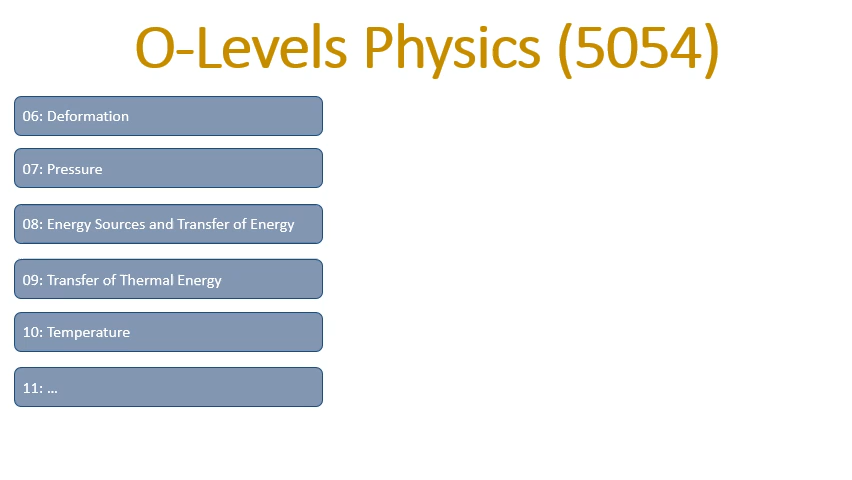 O-Levels Physics (5054)
06: Deformation
07: Pressure
08: Energy Sources and Transfer of Energy
09: Transfer of Thermal Energy
10: Temperature
11: ...